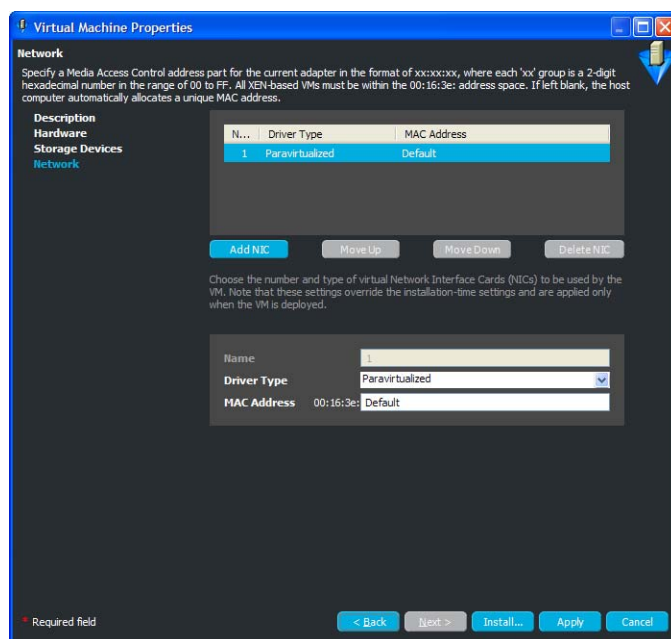 Virtual Machine Properties
Network
Specify a Media Access Control address part for the current adapter in the format of xx:xx:xx, where each 'xx' group is a 2-digit
hexadecimal number in the range of 00 to FF. All XEN-based VMs must be within the 00:16:3e: address space. If left blank, the host
computer automatically allocates a unique MAC address.
Description
Hardware
Storage Devices
Network
N... Driver Type MAC Address
1 Paravirtualized Default
Add NIC Move Up Move Down Delete NIC
Choose the number and type of virtual Network Interface Cards (NICs) to be used by the
VM. Note that these settings override the installation-time settings and are applied only
when the VM is deployed.
Name 1
Driver Type Paravirtualized
MAC Address 00:16:3e: Default
* Required field < Back Next > Install... Apply Cancel